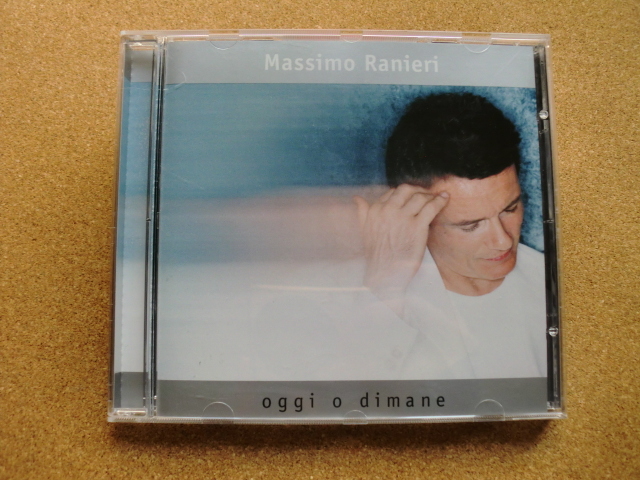 Massimo Ranieri
oggi o dimane